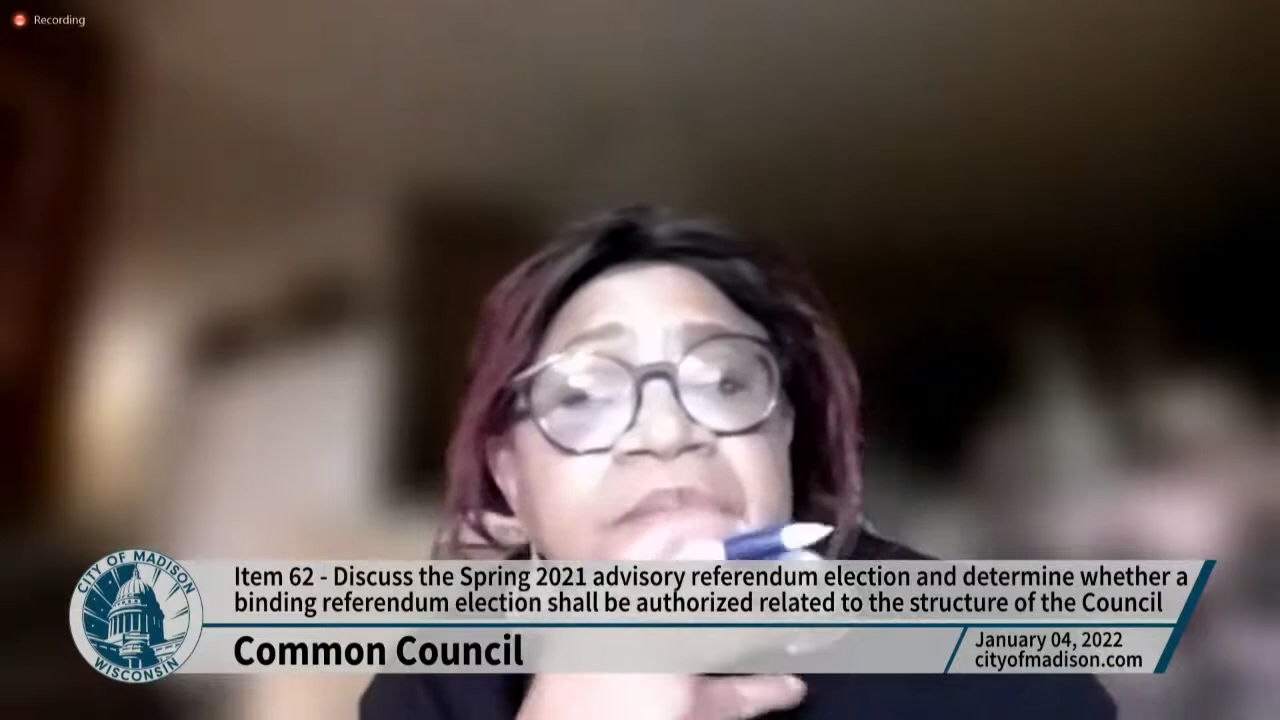 Recording
Item 62 - Discuss the Spring 2021 advisory referendum election and determine whether a
binding referendum election shall be authorized related to the structure of the Council
Common Council
January 04, 2022
cityofmadison.com
CITY OF MADISON
WISCONSIN